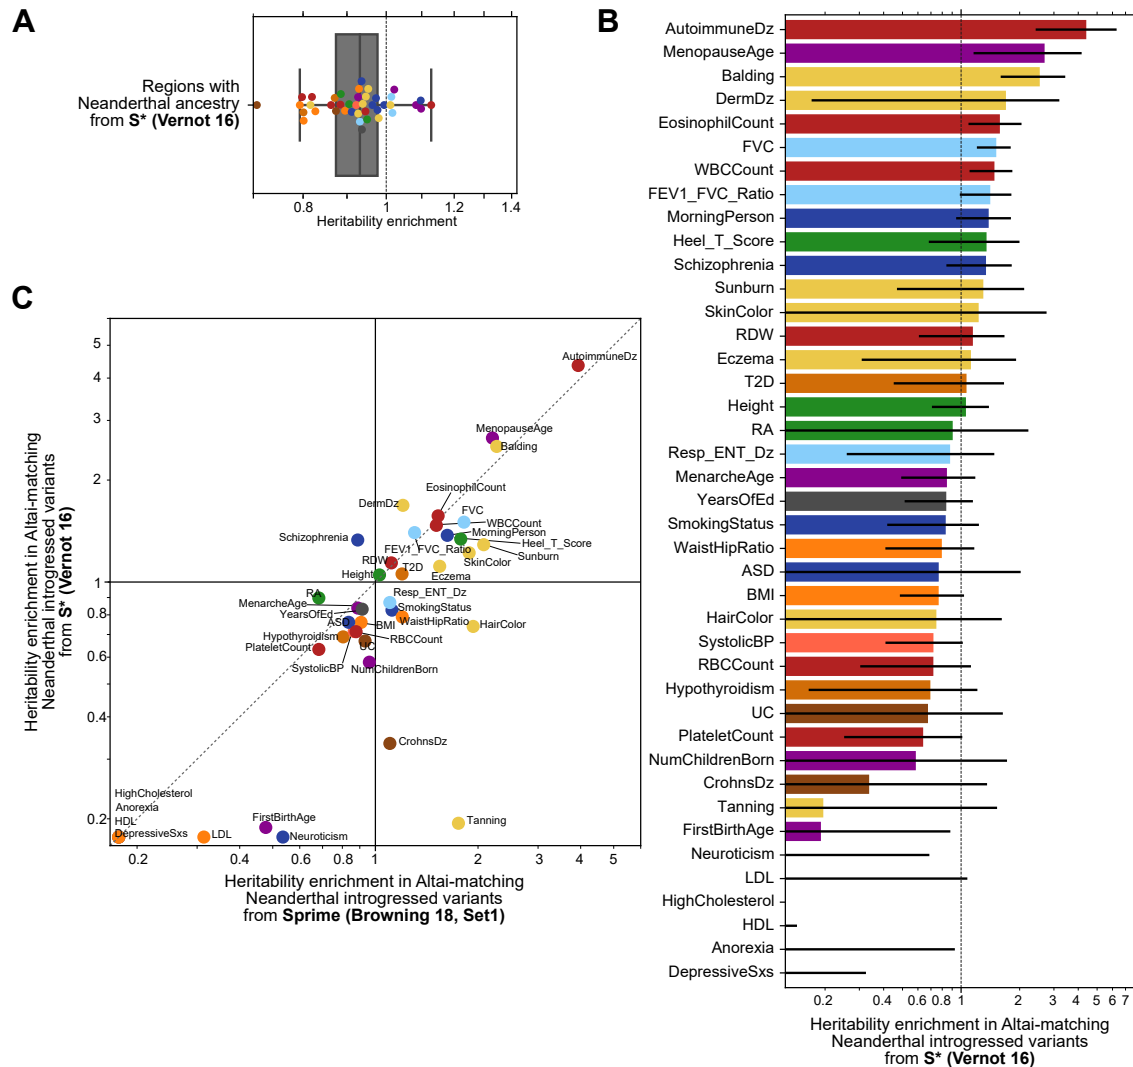 A
Regions with
Neanderthal ancestry
from S* (Vernot 16)
0.8 1 1.2 1.4
Heritability enrichment
B
AutoimmuneDz
MenopauseAge
Balding
DermDz
EosinophilCount
FVC
WBCCount
FEV1_FVC_Ratio
MorningPerson
Heel_T_Score
Schizophrenia
Sunburn
SkinColor
RDW
Eczema
T2D
Height
RA
Resp_ENT_Dz
MenarcheAge
YearsOfEd
SmokingStatus
WaistHipRatio
ASD
BMI
HairColor
SystolicBP
RBCCount
Hypothyroidism
UC
PlateletCount
NumChildrenBorn
CrohnsDz
Tanning
FirstBirthAge
Neuroticism
LDL
HighCholesterol
HDL
Anorexia
DepressiveSxs
0.2 0.4 0.6 0.8 1 2 3 4 5 6 7
Heritability enrichment in Altai-matching
Neanderthal introgressed variants
from S* (Vernot 16)
C
Heritability enrichment in Altai-matching
Neanderthal introgressed variants
from S* (Vernot 16)
5
4
3
2
1
0.8
0.6
0.4
0.2
AutoimmuneDz
MenopauseAge
Balding
EosinophilCount
DermDz
FVC
WBCCount
MorningPerson
Schizophrenia
Heel_T_Score
FEV1_FVC_Ratio
Sunburn
RDW
SkinColor
T2D
Height
Eczema
RA
Resp_ENT_Dz
MenarcheAge
SmokingStatus
YearsOfEd
WaistHipRatio
ASD
BMI
HairColor
Hypothyroidism
RBCCount
UC
PlateletCount
SystolicBP
NumChildrenBorn
CrohnsDz
HighCholesterol
Anorexia
HDL
DepressiveSxs
LDL
FirstBirthAge
Neuroticism
Tanning
0.2 0.4 0.6 0.8 1 2 3 4 5
Heritability enrichment in Altai-matching
Neanderthal introgressed variants
from Sprime (Browning 18, Set1)